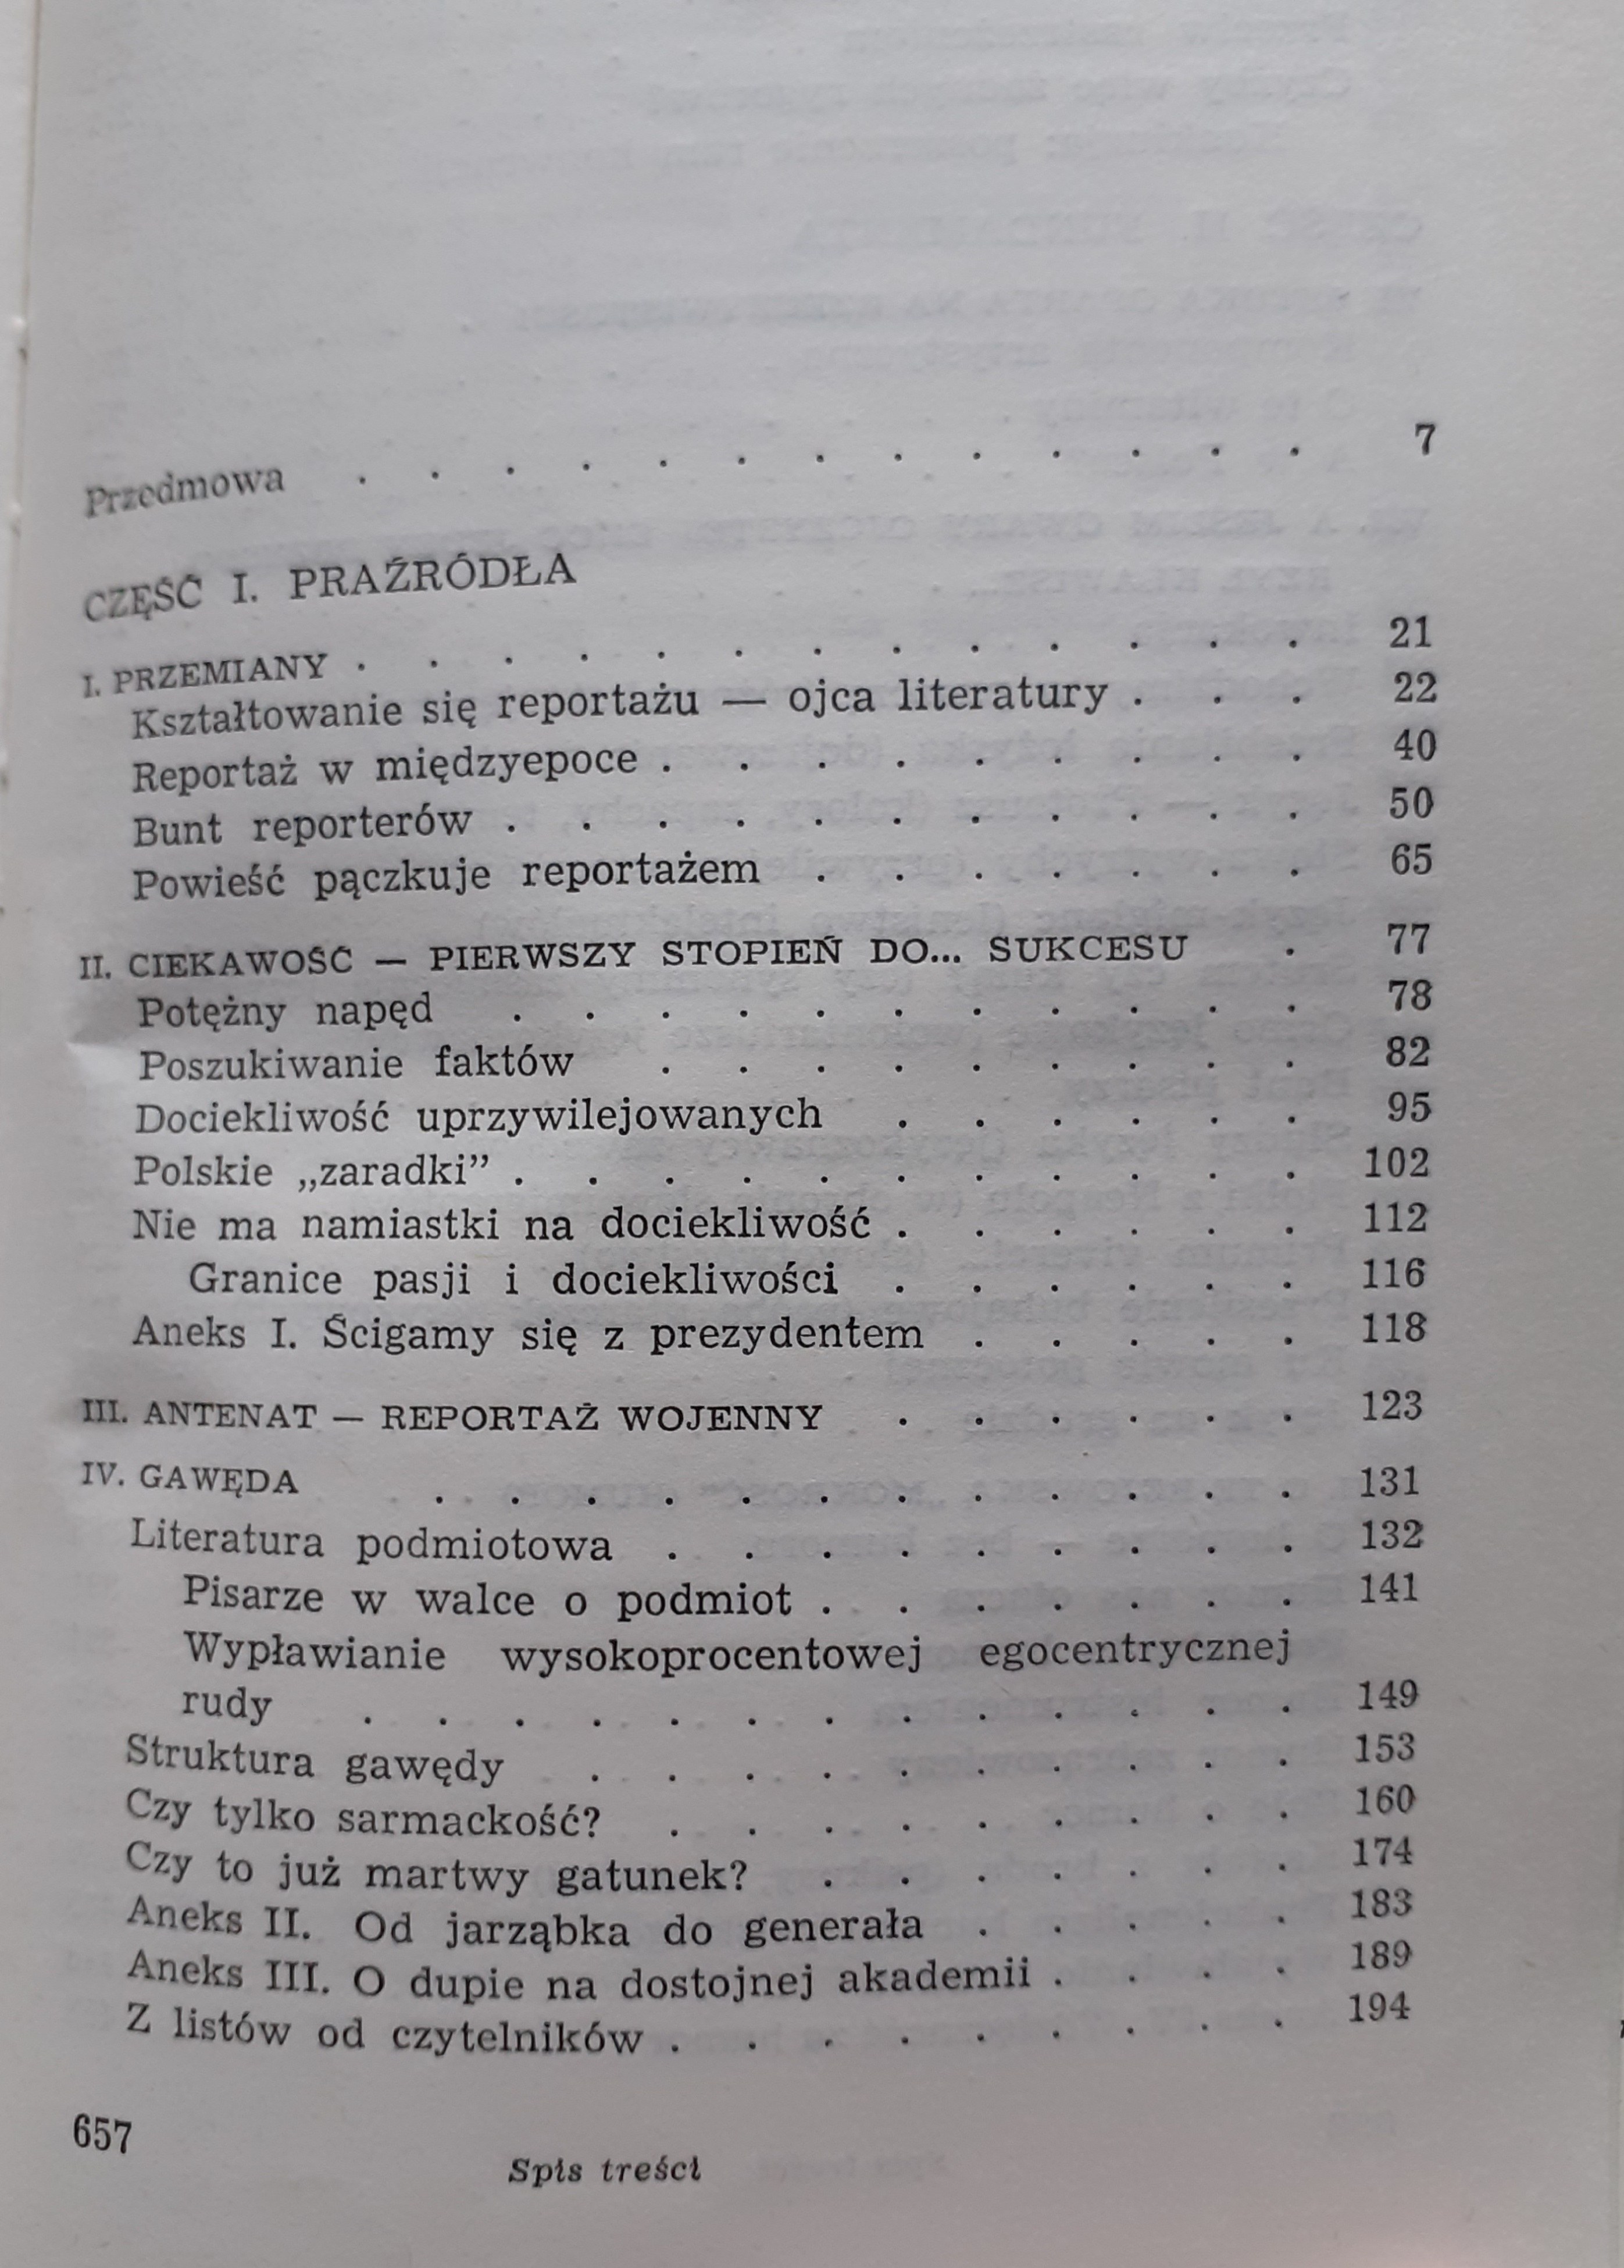 Przedmowa . . . . . . . . . . . . . 7
CZĘŚĆ I. PRAŹRÓDŁA
I. PRZEMIANY . . . . . . . . . . . . . 21
Kształtowanie się reportażu — ojca literatury . . . 22
Reportaż w międzyepoce . . . . . . . . . 40
Bunt reporterów . . . . . . . . . . . 50
Powieść pączkuje reportażem . . . . . . . 65
II. CIEKAWOŚĆ — PIERWSZY STOPIEŃ DO... SUKCESU . 77
Potężny napęd . . . . . . . . . . . 78
Poszukiwanie faktów . . . . . . . . . 82
Dociekliwość uprzywilejowanych . . . . . . 95
Polskie „zaradki” . . . . . . . . . . . 102
Nie ma namiastki na dociekliwość . . . . . . 112
Granice pasji i dociekliwości . . . . . . 116
Aneks I. Ścigamy się z prezydentem . . . . . 118
III. ANTENAT — REPORTAŻ WOJENNY . . . . . . 123
IV. GAWĘDA . . . . . . . . . . . . 131
Literatura podmiotowa . . . . . . . . . 132
Pisarze w walce o podmiot . . . . . . . 141
Wypławianie wysokoprocentowej egocentrycznej
rudy . . . . . . . . . . . . . 149
Struktura gawędy . . . . . . . . . . 153
Czy tylko sarmackość? . . . . . . . . . 160
Czy to już martwy gatunek? . . . . . . . 174
Aneks II. Od jarząbka do generała . . . . . 183
Aneks III. O dupie na dostojnej akademii . . . . 189
Z listów od czytelników . . . . . . . . . 194
657
Spis treści